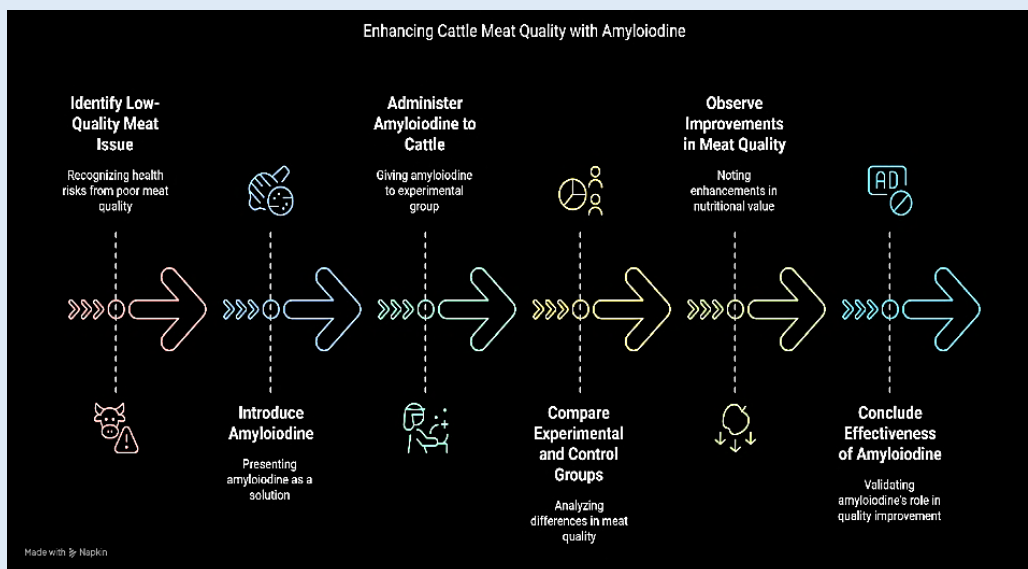 Enhancing Cattle Meat Quality with Amyloiodine
Identify Low-
Quality Meat
Issue
Recognizing health
risks from poor meat
quality
Introduce
Amyloiodine
Presenting
amyloiodine as a
solution
Administer
Amyloiodine to
Cattle
Giving amyloiodine to
experimental
group
Compare
Experimental
and Control
Groups
Analyzing
differences in meat
quality
Observe
Improvements
in Meat Quality
Noting
enhancements in
nutritional value
AD
Conclude
Effectiveness
of Amyloiodine
Validating
amyloiodine's role in
quality improvement
Made with Napkin